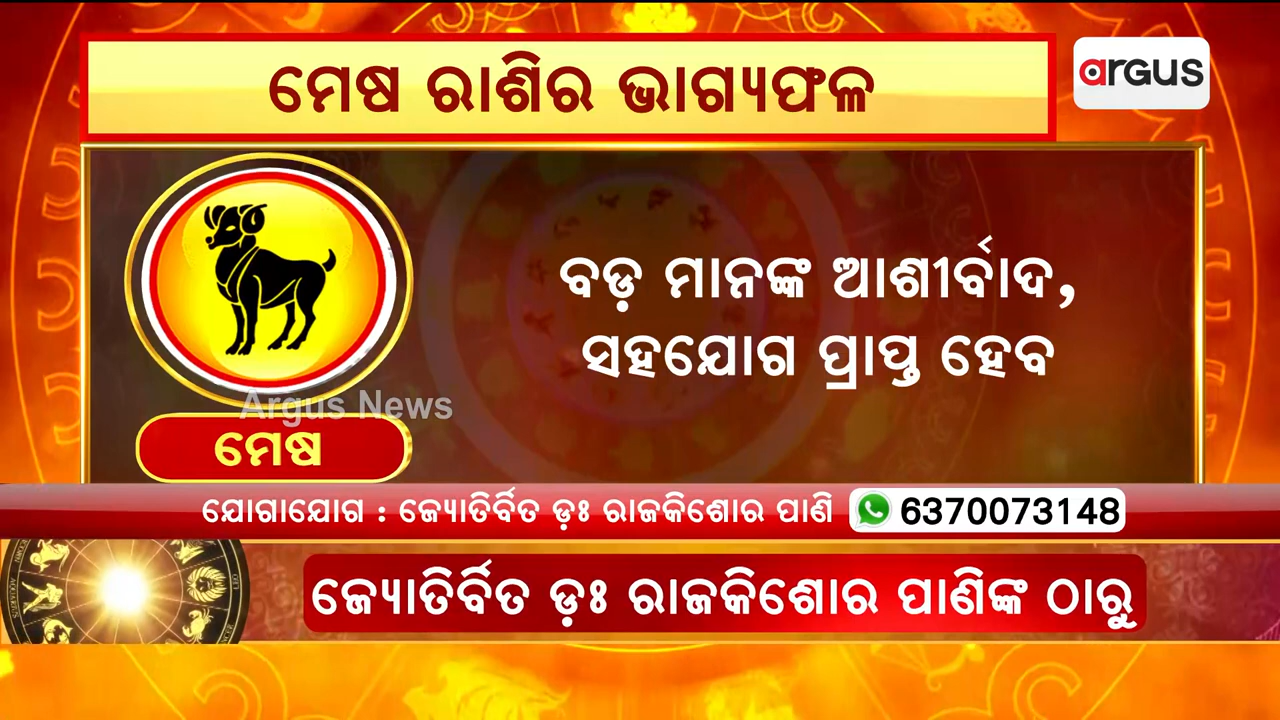 ମେଷ ରାଶିର ଭାଗ୍ୟଫଳ
argus
ବଡ଼ ମାନଙ୍କ ଆଶୀର୍ବାଦ,
ସହଯୋଗ ପ୍ରାପ୍ତ ହେବ
Argus News
ମେଷ
ଯୋଗାଯୋଗ : ଜ୍ୟୋତିର୍ବିତ ଡ଼ଃ ରାଜକିଶୋର ପାଣି 6370073148
ଜ୍ୟୋତିର୍ବିତ ଡ଼ଃ ରାଜକିଶୋର ପାଣିଙ୍କ ଠାରୁ